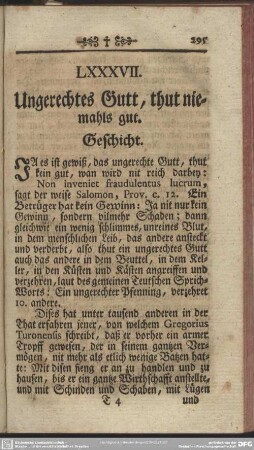 295
LXXXVII.
Ungerechtes Gutt, thut nie-
mahls gut.
Geschicht.
JA es ist gewiß, das ungerechte Gutt, thut
kein gut, wan wird nit reich darbey:
Non inveniet fraudulentus lucrum,
sagt der weise Salomon, Prov. c. 12. Ein
Betrüger hat kein Gewinn: Ja nit nur kein
Gewinn, sondern vilmehr Schaden: dann
gleichwie ein wenig schlimmes, unreines Blut,
in dem menschlichen Leib, das andere anstellt
und verderbt, also thut ein ungerechtes Gutt
auch das andere in dem Beuttel, in dem Kel-
ler, in den Küsten und Kästen angreiffen und
verzehren, laut des gemeinen Teutschen Sprich-
Worts: Ein ungerechter Pfenning, verzehret
10. andere.
Dises hat unter tausend anderen in der
That erfahren jener, von welchem Gregorius
Turonensis schreibt, daß er vorher ein armer
Tropff gewesen, der in seinem gantzen Ver-
mögen, nit mehr als etlich wenige Batzen hat-
te: Mit disen fieng er an zu handlen und zu
hausen, biß er ein gantze Wirthschafft anstellte,
und mit Schinden und Schaben, mit Lügen
T 4 und